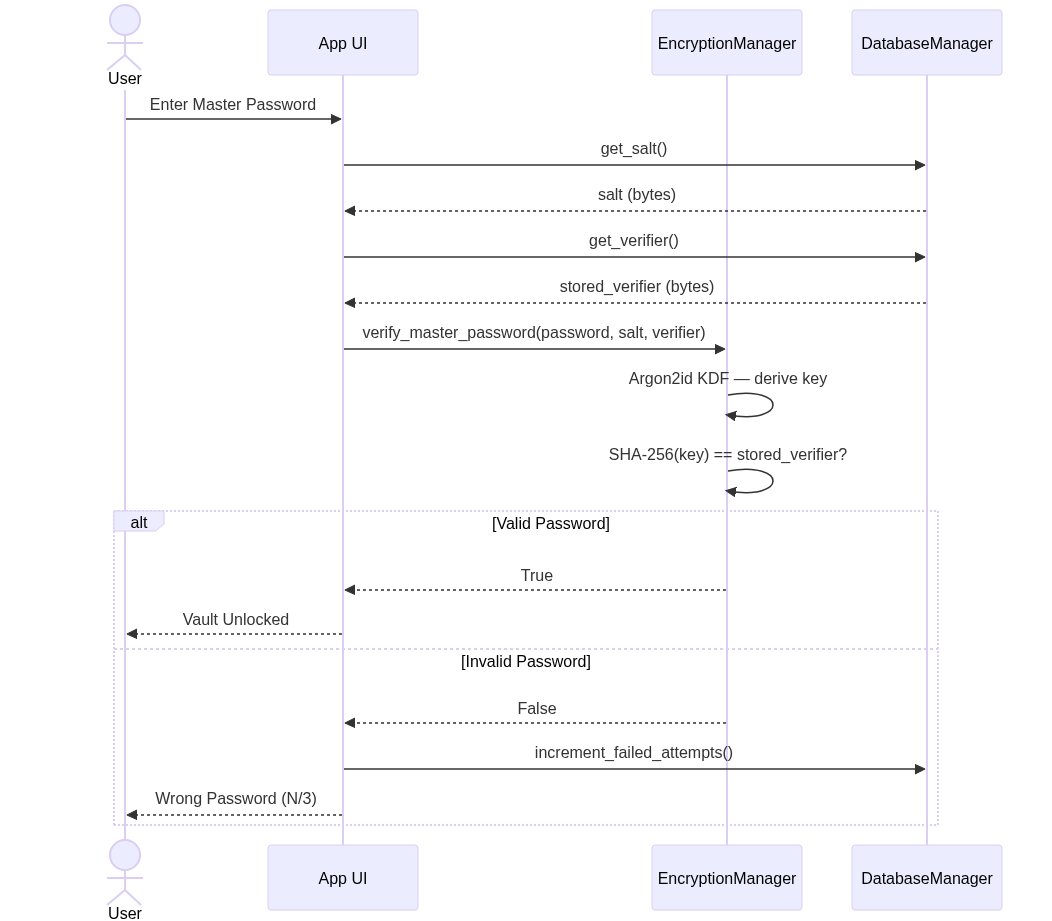 User
App UI
EncryptionManager
DatabaseManager
Enter Master Password
get_salt()
salt (bytes)
get_verifier()
stored_verifier (bytes)
verify_master_password(password, salt, verifier)
Argon2id KDF — derive key
SHA-256(key) == stored_verifier?
alt
[Valid Password]
True
Vault Unlocked
[Invalid Password]
False
increment_failed_attempts()
Wrong Password (N/3)
User
App UI
EncryptionManager
DatabaseManager